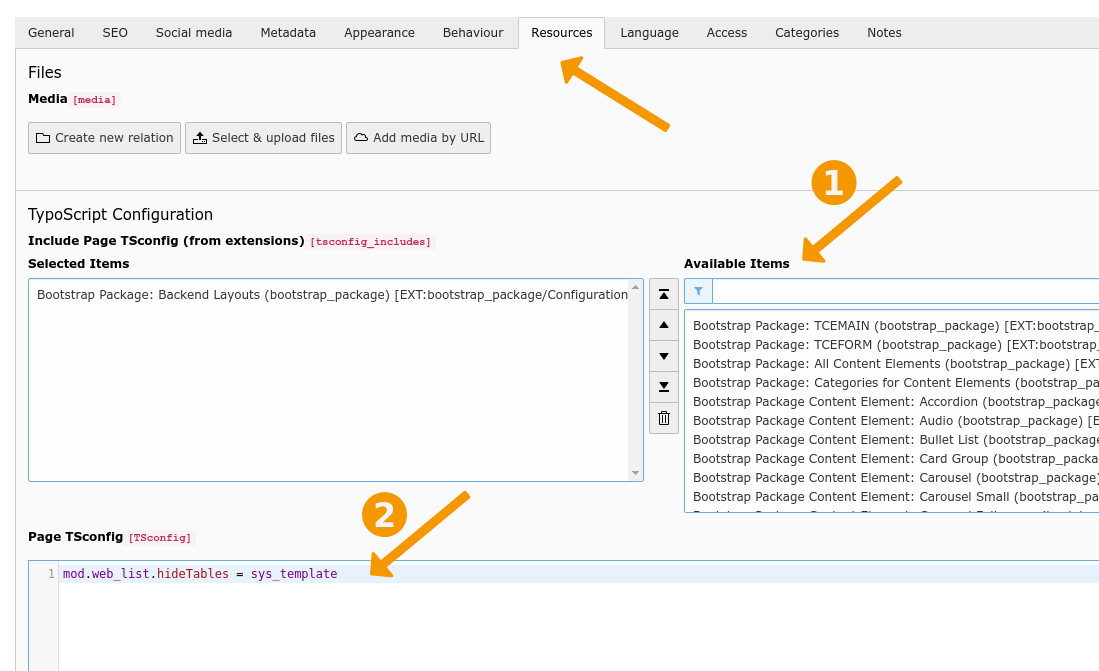 General SEO Social media Metadata Appearance Behaviour Resources Language Access Categories Notes
Files
Media [media]
Create new relation Select & upload files Add media by URL
1
TypoScript Configuration
Include Page TSconfig (from extensions) [tsconfig_includes]
Selected Items
Bootstrap Package: Backend Layouts (bootstrap_package) [EXT:bootstrap_package/Configuration
Available Items
Bootstrap Package: TCEMAIN (bootstrap_package) [EXT:bootstrap_
Bootstrap Package: TCEFORM (bootstrap_package) [EXT:bootstrap_
Bootstrap Package: All Content Elements (bootstrap_package) [EXT
Bootstrap Package: Categories for Content Elements (bootstrap_pa
Bootstrap Package Content Element: Accordion (bootstrap_package
Bootstrap Package Content Element: Audio (bootstrap_package) [E
Bootstrap Package Content Element: Bullet List (bootstrap_package
Bootstrap Package Content Element: Card Group (bootstrap_packa
Bootstrap Package Content Element: Carousel (bootstrap_package)
Bootstrap Package Content Element: Carousel Small (bootstrap_pa
2
Page TSconfig [TSconfig]
1 mod.web_list.hideTables = sys_template